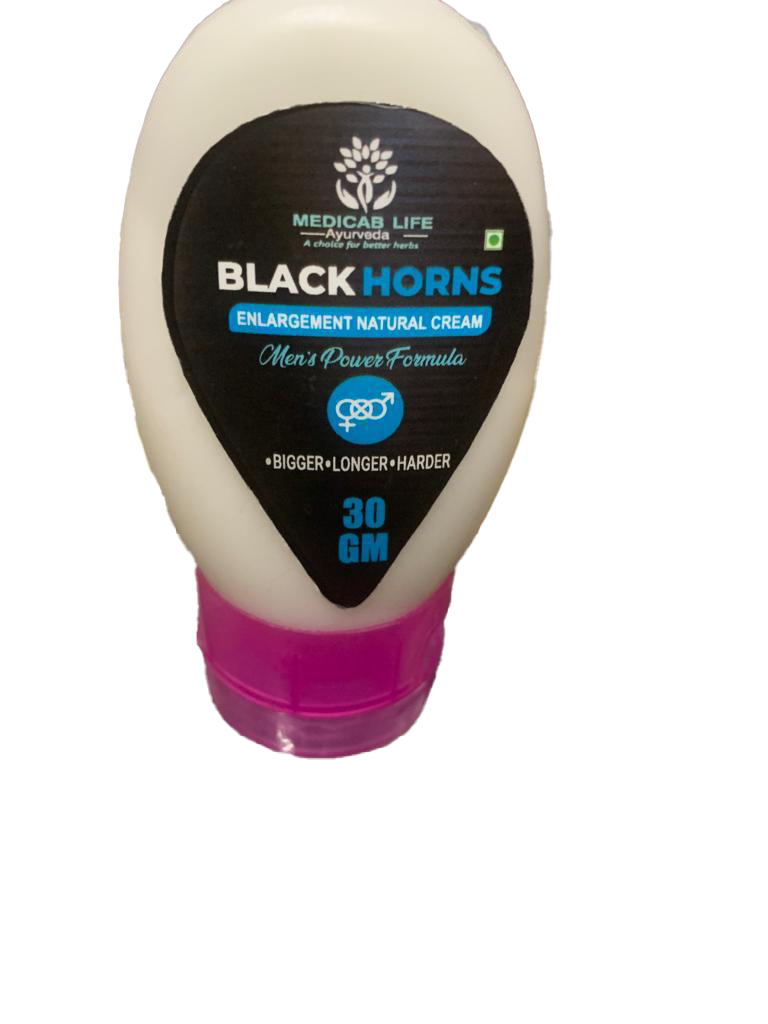 MEDICAB LIFE
Ayurveda
A choice for better herbs
BLACK HORNS
ENLARGEMENT NATURAL CREAM
Men's Power Formula
•BIGGER•LONGER•HARDER
30
GM